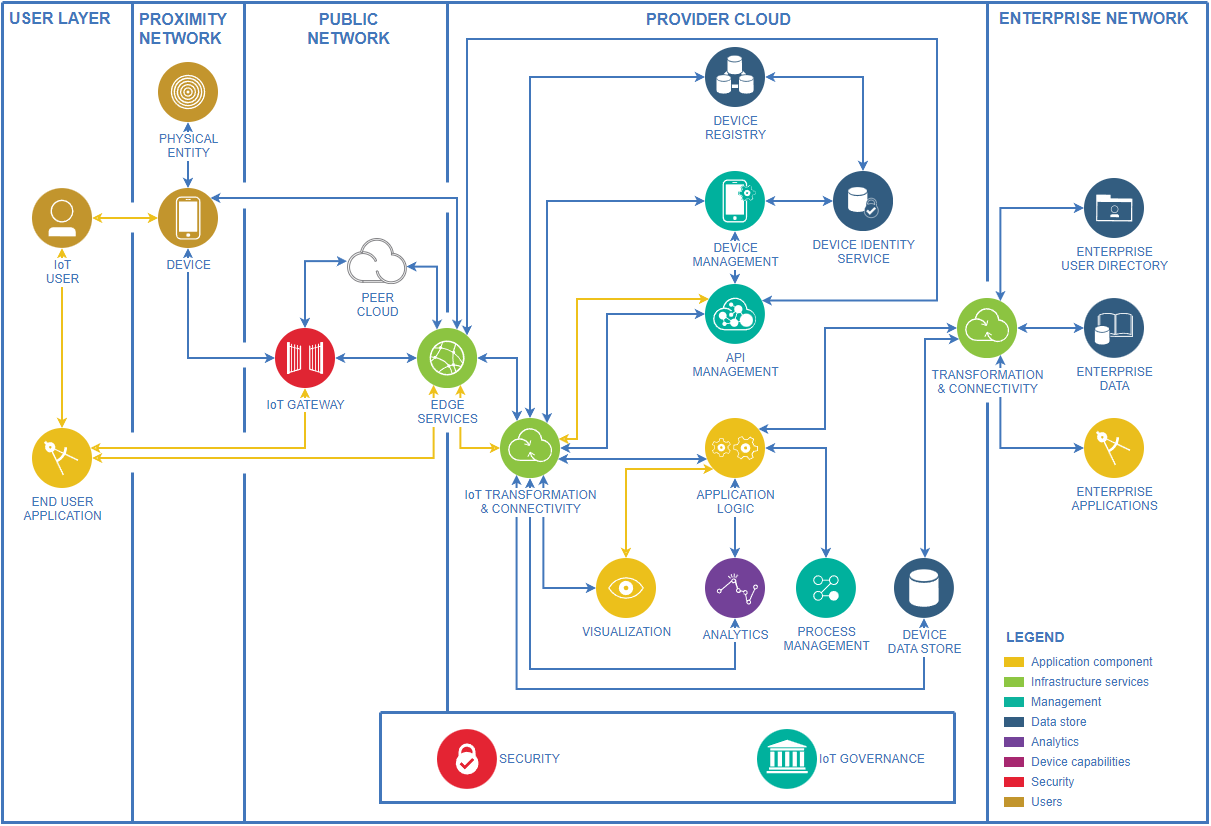 USER LAYER
PROXIMITY
NETWORK
PUBLIC
NETWORK
PROVIDER CLOUD
ENTERPRISE NETWORK
PHYSICAL
ENTITY
DEVICE
REGISTRY
IoT
USER
DEVICE
PEER
CLOUD
DEVICE
MANAGEMENT
DEVICE IDENTITY
SERVICE
ENTERPRISE
USER DIRECTORY
IoT GATEWAY
EDGE
SERVICES
API
MANAGEMENT
TRANSFORMATION
& CONNECTIVITY
ENTERPRISE
DATA
END USER
APPLICATION
IoT TRANSFORMATION
& CONNECTIVITY
APPLICATION
LOGIC
ENTERPRISE
APPLICATIONS
VISUALIZATION
ANALYTICS
PROCESS
MANAGEMENT
DEVICE
DATA STORE
SECURITY
IoT GOVERNANCE
LEGEND
Application component
Infrastructure services
Management
Data store
Analytics
Device capabilities
Security
Users